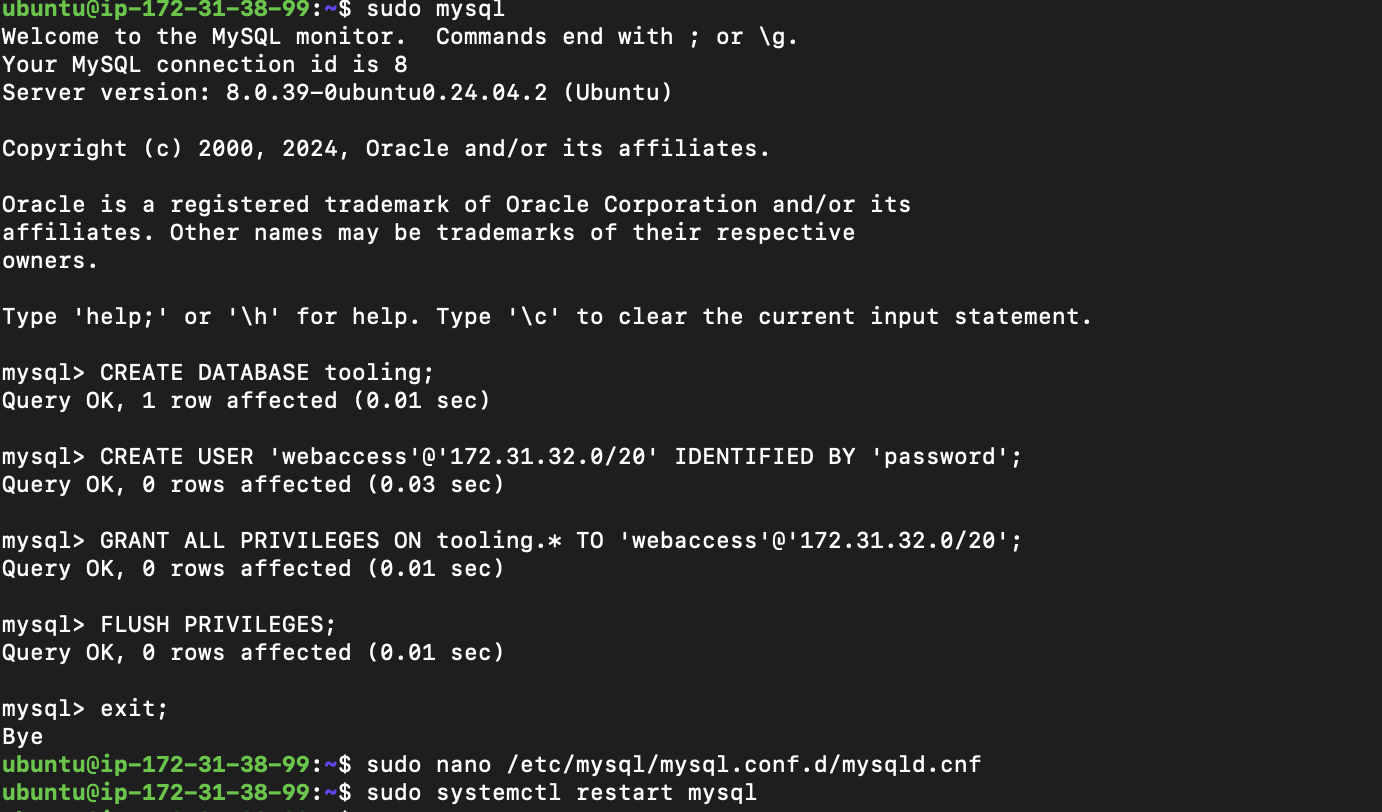 ubuntu@ip-172-31-38-99:~$ sudo mysql
Welcome to the MySQL monitor.  Commands end with ; or \g.
Your MySQL connection id is 8
Server version: 8.0.39-0ubuntu0.24.04.2 (Ubuntu)
Copyright (c) 2000, 2024, Oracle and/or its affiliates.
Oracle is a registered trademark of Oracle Corporation and/or its
affiliates. Other names may be trademarks of their respective
owners.
Type 'help;' or '\h' for help. Type '\c' to clear the current input statement.
mysql> CREATE DATABASE tooling;
Query OK, 1 row affected (0.01 sec)
mysql> CREATE USER 'webaccess'@'172.31.32.0/20' IDENTIFIED BY 'password';
Query OK, 0 rows affected (0.03 sec)
mysql> GRANT ALL PRIVILEGES ON tooling.* TO 'webaccess'@'172.31.32.0/20';
Query OK, 0 rows affected (0.01 sec)
mysql> FLUSH PRIVILEGES;
Query OK, 0 rows affected (0.01 sec)
mysql> exit;
Bye
ubuntu@ip-172-31-38-99:~$ sudo nano /etc/mysql/mysql.conf.d/mysqld.cnf
ubuntu@ip-172-31-38-99:~$ sudo systemctl restart mysql